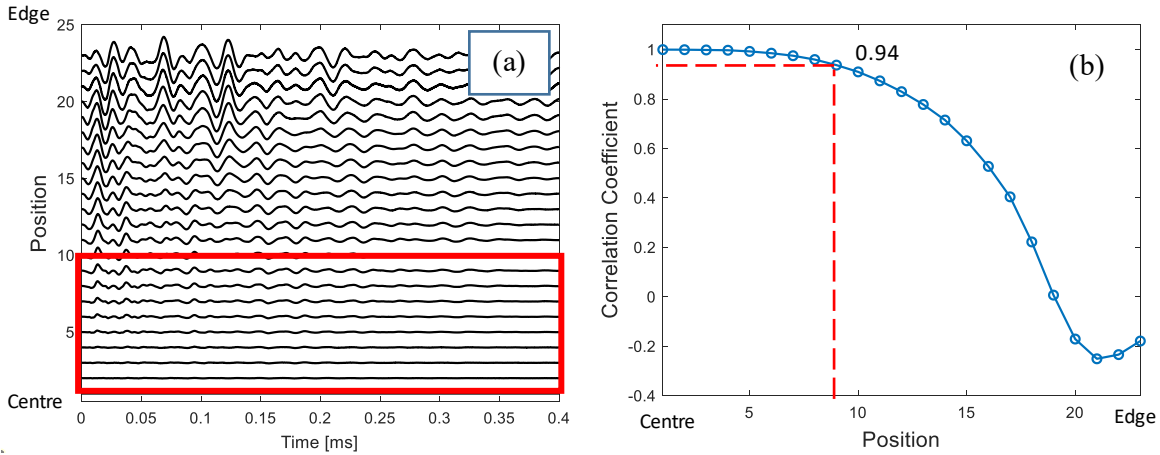 Edge
25
20
15
10
5
Centre
Position
(a)
0
0.05
0.1
0.15
0.2
0.25
0.3
0.35
0.4
Time [ms]
1
0.8
0.6
0.4
0.2
0
-0.2
-0.4
Correlation Coefficient
0.94
(b)
Centre
5
10
15
20
Edge
Position